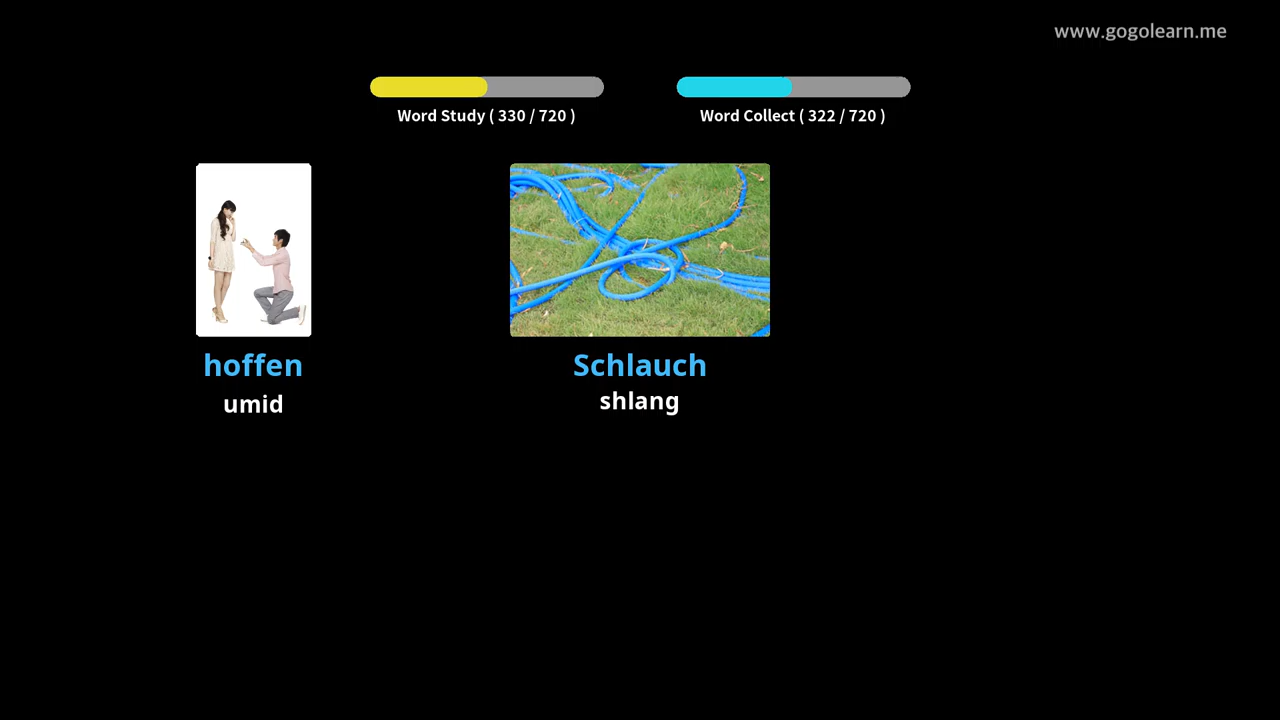 www.gogolearn.me
Word Study ( 330 / 720 )
Word Collect ( 322 / 720 )
hoffen
umid
Schlauch
shlang